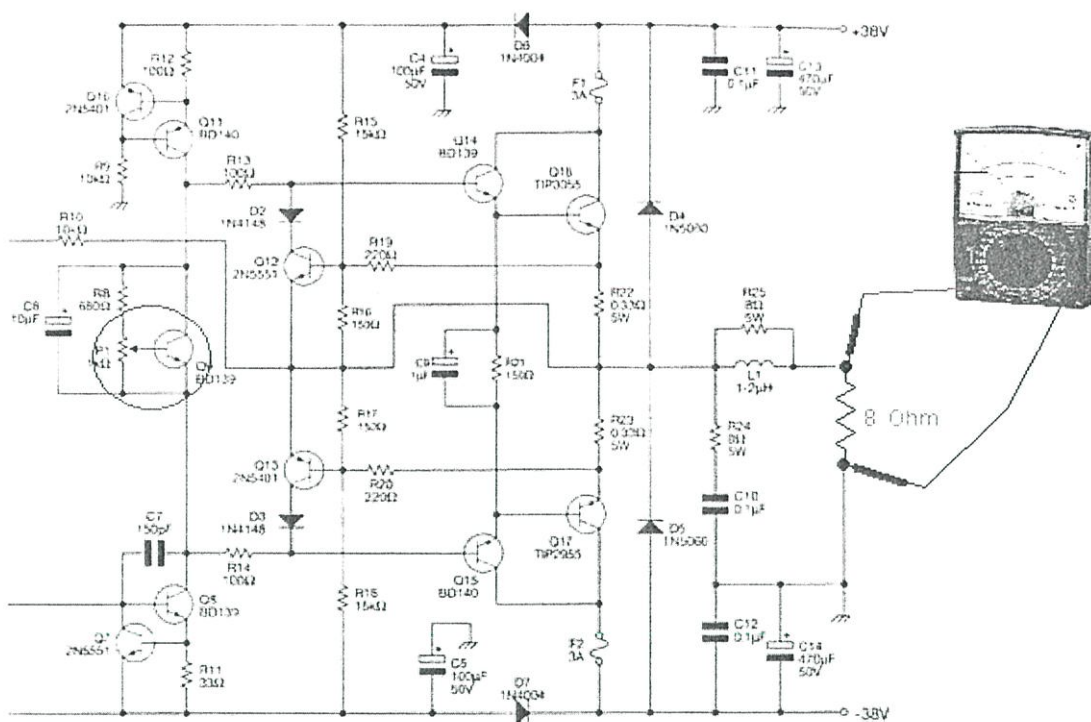 R12
100Ω
Q10
2N5401
Q11
BD140
R9
10kΩ
R10
10kΩ
C8
10μF
R8
680Ω
BD139
C7
150pF
Q5
BD139
2N5551
R11
33Ω
R13
100Ω
D2
1N4148
Q12
2N5551
R15
15kΩ
C4
100μF
50V
D6
1N4004
R19
220Ω
R16
150Ω
R17
150Ω
Q13
2N5401
R20
220Ω
D3
1N4148
R14
100Ω
R18
15kΩ
C5
100μF
50V
D7
1N4004
Q14
BD139
Q16
TIP3055
F1
3A
C9
1μF
R21
150Ω
R22
0.33Ω
5W
R23
0.33Ω
5W
Q15
BD140
Q17
TIP2955
F2
3A
D4
1N5060
D5
1N5060
C11
0.1μF
C13
470μF
50V
+38V
R25
8Ω
5W
L1
1-2μH
R24
8Ω
5W
C10
0.1μF
C12
0.1μF
C14
470μF
50V
8 Ohm
-38V